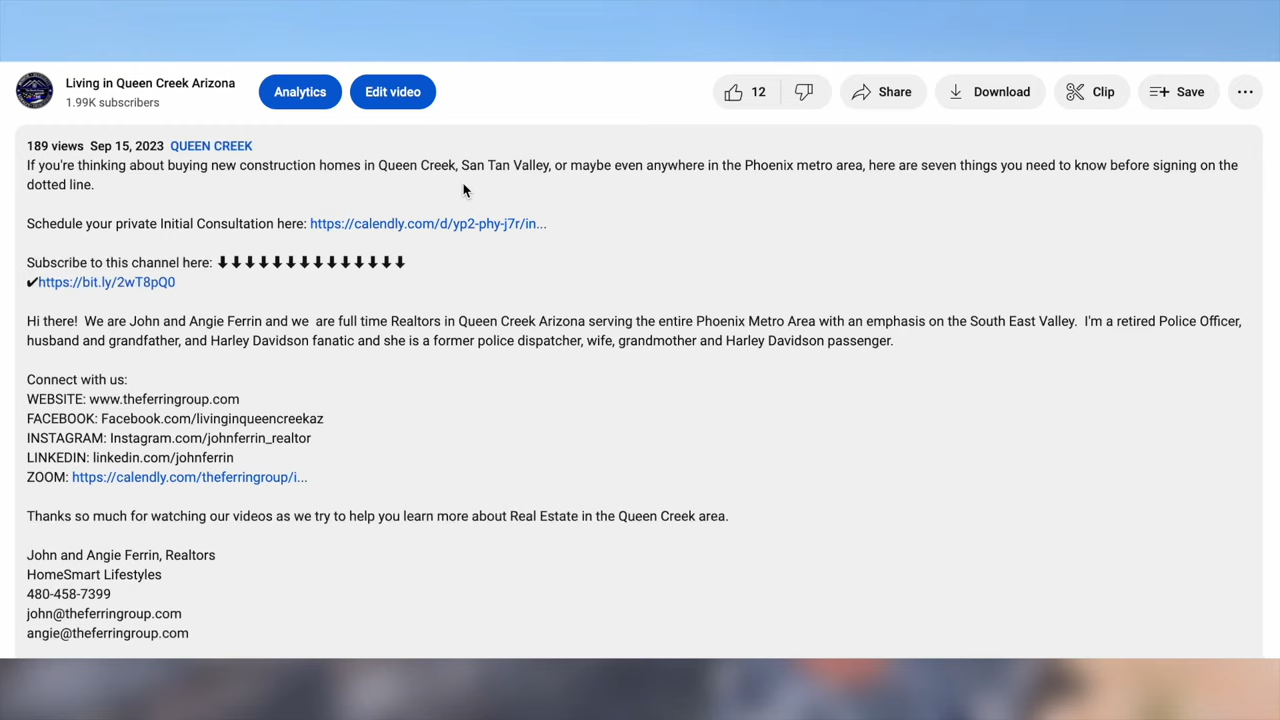 Living in Queen Creek Arizona
1.99K subscribers
Analytics
Edit video
12
Share
Download
Clip
Save
189 views  Sep 15, 2023  QUEEN CREEK
If you're thinking about buying new construction homes in Queen Creek, San Tan Valley, or maybe even anywhere in the Phoenix metro area, here are seven things you need to know before signing on the
dotted line.
Schedule your private Initial Consultation here: https://calendly.com/d/yp2-phy-j7r/in...
Subscribe to this channel here: ⬇⬇⬇⬇⬇⬇⬇⬇⬇⬇⬇⬇⬇⬇
✔https://bit.ly/2wT8pQ0
Hi there!  We are John and Angie Ferrin and we  are full time Realtors in Queen Creek Arizona serving the entire Phoenix Metro Area with an emphasis on the South East Valley.  I'm a retired Police Officer,
husband and grandfather, and Harley Davidson fanatic and she is a former police dispatcher, wife, grandmother and Harley Davidson passenger.
Connect with us:
WEBSITE: www.theferringroup.com
FACEBOOK: Facebook.com/livinginqueencreekaz
INSTAGRAM: Instagram.com/johnferrin_realtor
LINKEDIN: linkedin.com/johnferrin
ZOOM: https://calendly.com/theferringroup/i...
Thanks so much for watching our videos as we try to help you learn more about Real Estate in the Queen Creek area.
John and Angie Ferrin, Realtors
HomeSmart Lifestyles
480-458-7399
john@theferringroup.com
angie@theferringroup.com